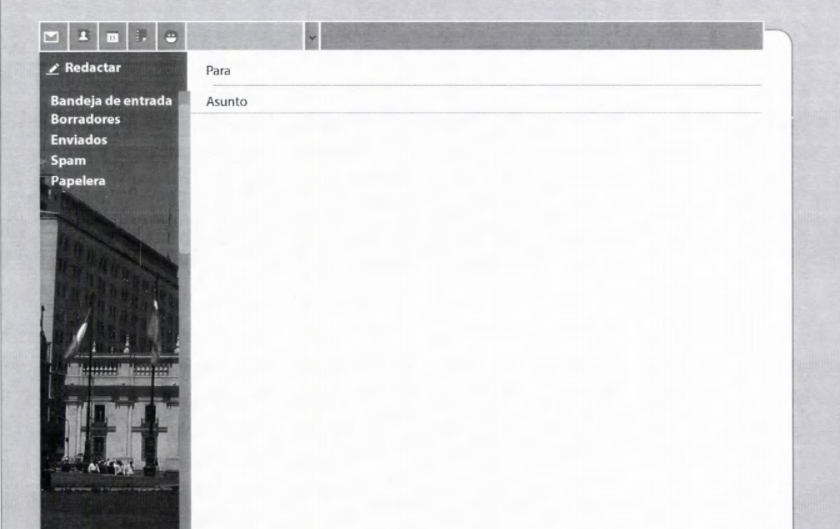 Redactar
Para
Bandeja de entrada
Asunto
Borradores
Enviados
Spam
Papelera